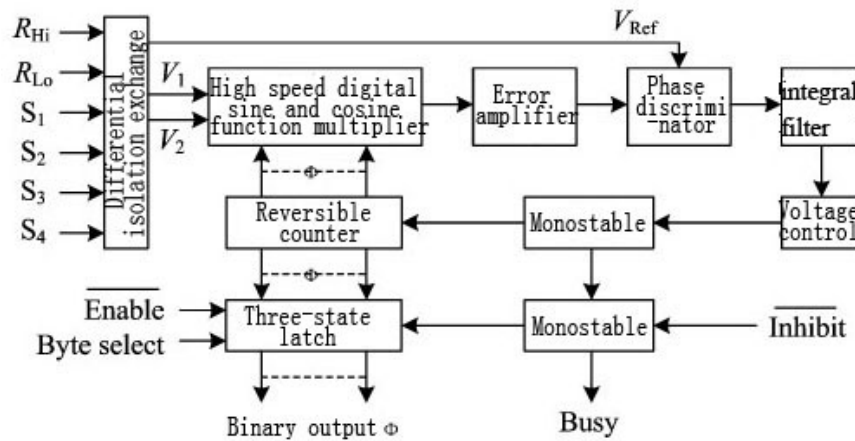 R_Hi
R_Lo
S_1
S_2
S_3
S_4
Differential
isolation exchange
V_1
V_2
V_Ref
High speed digital
sine and cosine
function multiplier
Error
amplifier
Phase
discrimi
-nator
integral
filter
Φ
Reversible
counter
Monostable
Voltage
control
Φ
Enable
Byte select
Three-state
latch
Monostable
Inhibit
Binary output Φ
Busy